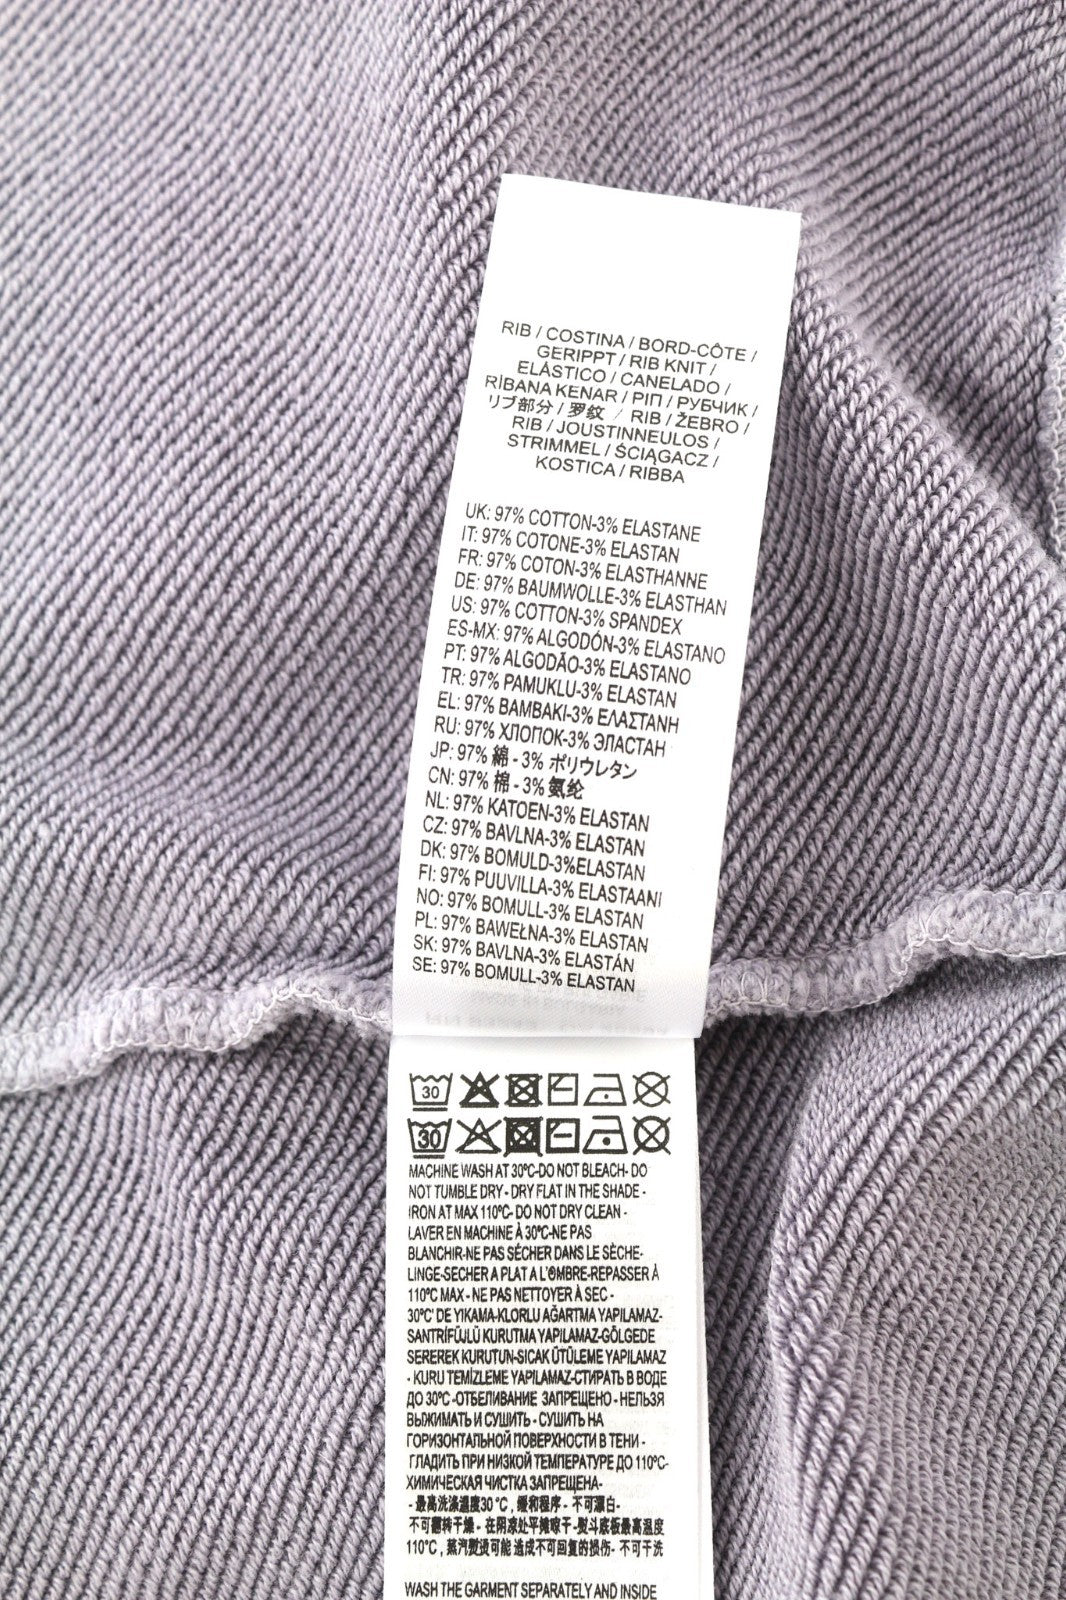 RIB / COSTINA / BORD-CÔTE /
GERIPPT / RIB KNIT /
ELÁSTICO / CANELADO /
RİBANA KENAR / ΡΙΠ / РУБЧИК /
リブ部分 / 罗纹 / RIB / ŽEBRO /
RIB / JOUSTINNEULOS /
STRIMMEL / ŚCIĄGACZ /
KOSTICA / RIBBA
UK: 97% COTTON-3% ELASTANE
IT: 97% COTONE-3% ELASTAN
FR: 97% COTON-3% ELASTHANNE
DE: 97% BAUMWOLLE-3% ELASTHAN
US: 97% COTTON-3% SPANDEX
ES-MX: 97% ALGODÓN-3% ELASTANO
PT: 97% ALGODÃO-3% ELASTANO
TR: 97% PAMUKLU-3% ELASTAN
EL: 97% ΒΑΜΒΑΚΙ-3% ΕΛΑΣΤΑΝΗ
RU: 97% ХЛОПОК-3% ЭЛАСТАН
JP: 97% 綿 - 3% ポリウレタン
CN: 97% 棉 - 3% 氨纶
NL: 97% KATOEN-3% ELASTAN
CZ: 97% BAVLNA-3% ELASTAN
DK: 97% BOMULD-3%ELASTAN
FI: 97% PUUVILLA-3% ELASTAANI
NO: 97% BOMULL-3% ELASTAN
PL: 97% BAWEŁNA-3% ELASTAN
SK: 97% BAVLNA-3% ELASTÁN
SE: 97% BOMULL-3% ELASTAN
30
30
MACHINE WASH AT 30°C-DO NOT BLEACH- DO
NOT TUMBLE DRY - DRY FLAT IN THE SHADE -
IRON AT MAX 110°C- DO NOT DRY CLEAN -
LAVER EN MACHINE À 30°C-NE PAS
BLANCHIR-NE PAS SÉCHER DANS LE SÈCHE-
LINGE-SECHER A PLAT A L'OMBRE-REPASSER À
110°C MAX - NE PAS NETTOYER À SEC -
30°C' DE YIKAMA-KLORLU AĞARTMA YAPILAMAZ-
SANTRİFÜJLÜ KURUTMA YAPILAMAZ-GÖLGEDE
SEREREK KURUTUN-SICAK ÜTÜLEME YAPILAMAZ
- KURU TEMİZLEME YAPILAMAZ-СТИРАТЬ В ВОДЕ
ДО 30°С -ОТБЕЛИВАНИЕ ЗАПРЕЩЕНО - НЕЛЬЗЯ
ВЫЖИМАТЬ И СУШИТЬ - СУШИТЬ НА
ГОРИЗОНТАЛЬНОЙ ПОВЕРХНОСТИ В ТЕНИ -
ГЛАДИТЬ ПРИ НИЗКОЙ ТЕМПЕРАТУРЕ ДО 110°С-
ХИМИЧЕСКАЯ ЧИСТКА ЗАПРЕЩЕНА-
- 最高洗涤温度30 °C , 缓和程序 - 不可漂白-
不可翻转干燥 - 在阴凉处平摊晾干 -熨斗底板最高温度
110°C , 蒸汽熨烫可能 造成不可回复的损伤- 不可干洗
WASH THE GARMENT SEPARATELY AND INSIDE